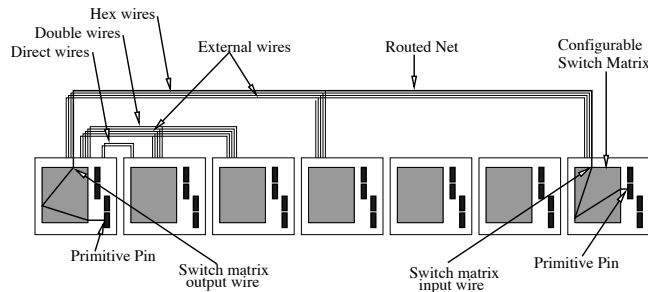 Hex wires
Double wires
Direct wires
External wires
Routed Net
Configurable
Switch Matrix
Primitive Pin
Switch matrix
output wire
Switch matrix
input wire
Primitive Pin